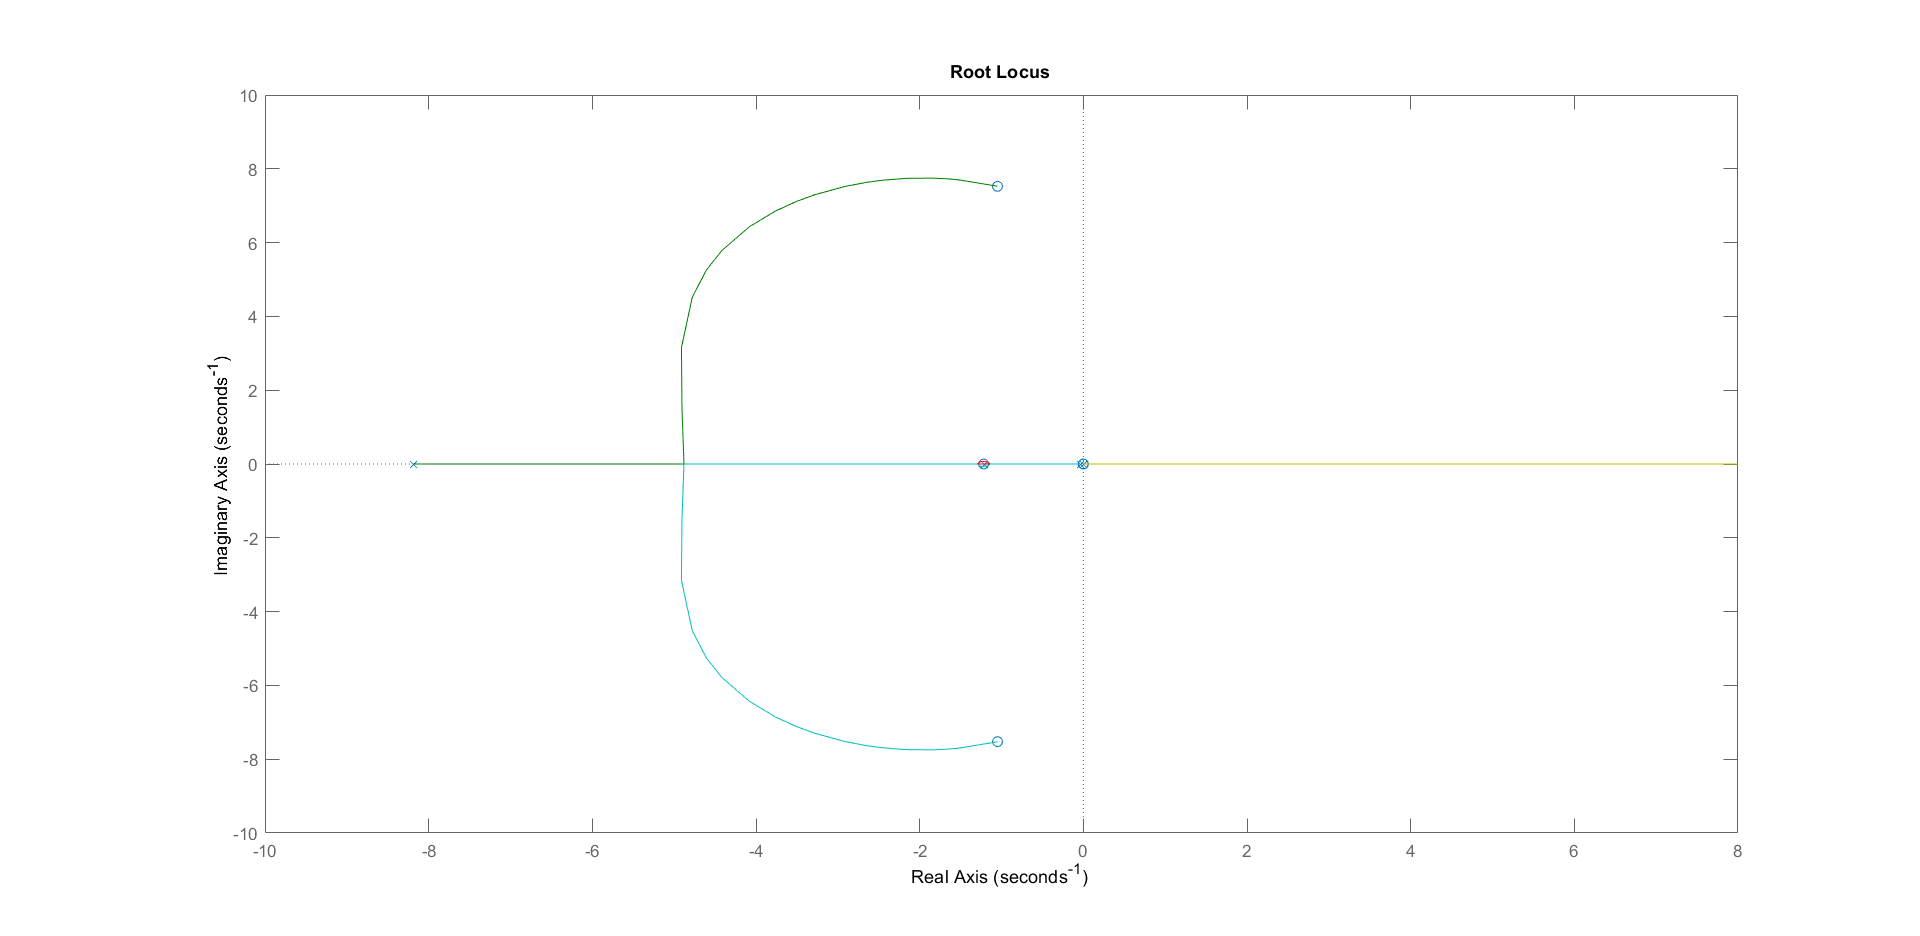 Root Locus
10
8
6
4
2
0
-2
-4
-6
-8
-10
Imaginary Axis (seconds⁻¹)
-10 -8 -6 -4 -2 0 2 4 6 8
Real Axis (seconds⁻¹)